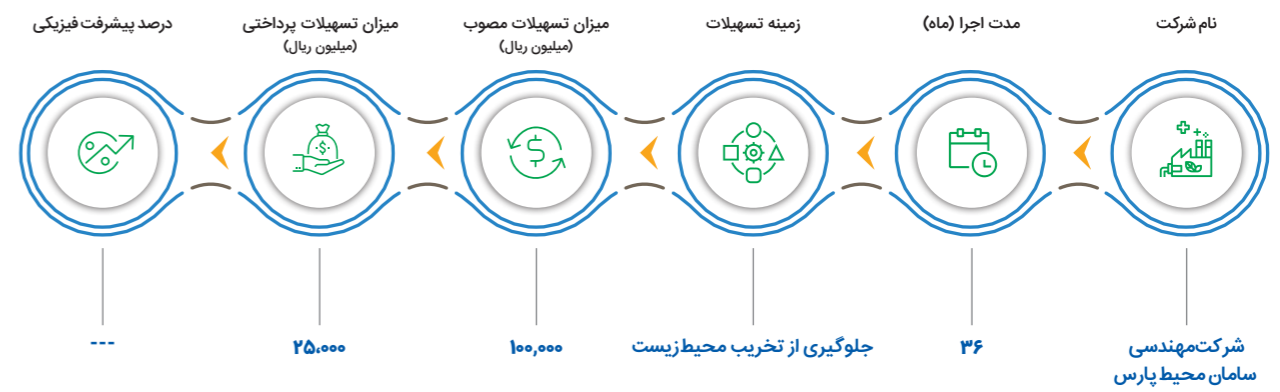 نام شرکت
مدت اجرا (ماه)
زمینه تسهیلات
میزان تسهیلات مصوب
(میلیون ریال)
میزان تسهیلات پرداختی
(میلیون ریال)
درصد پیشرفت فیزیکی
شرکت مهندسی
سامان محیط پارس
۳۶
جلوگیری از تخریب محیط‌زیست
۱۰۰,۰۰۰
۲۵،۰۰۰
---